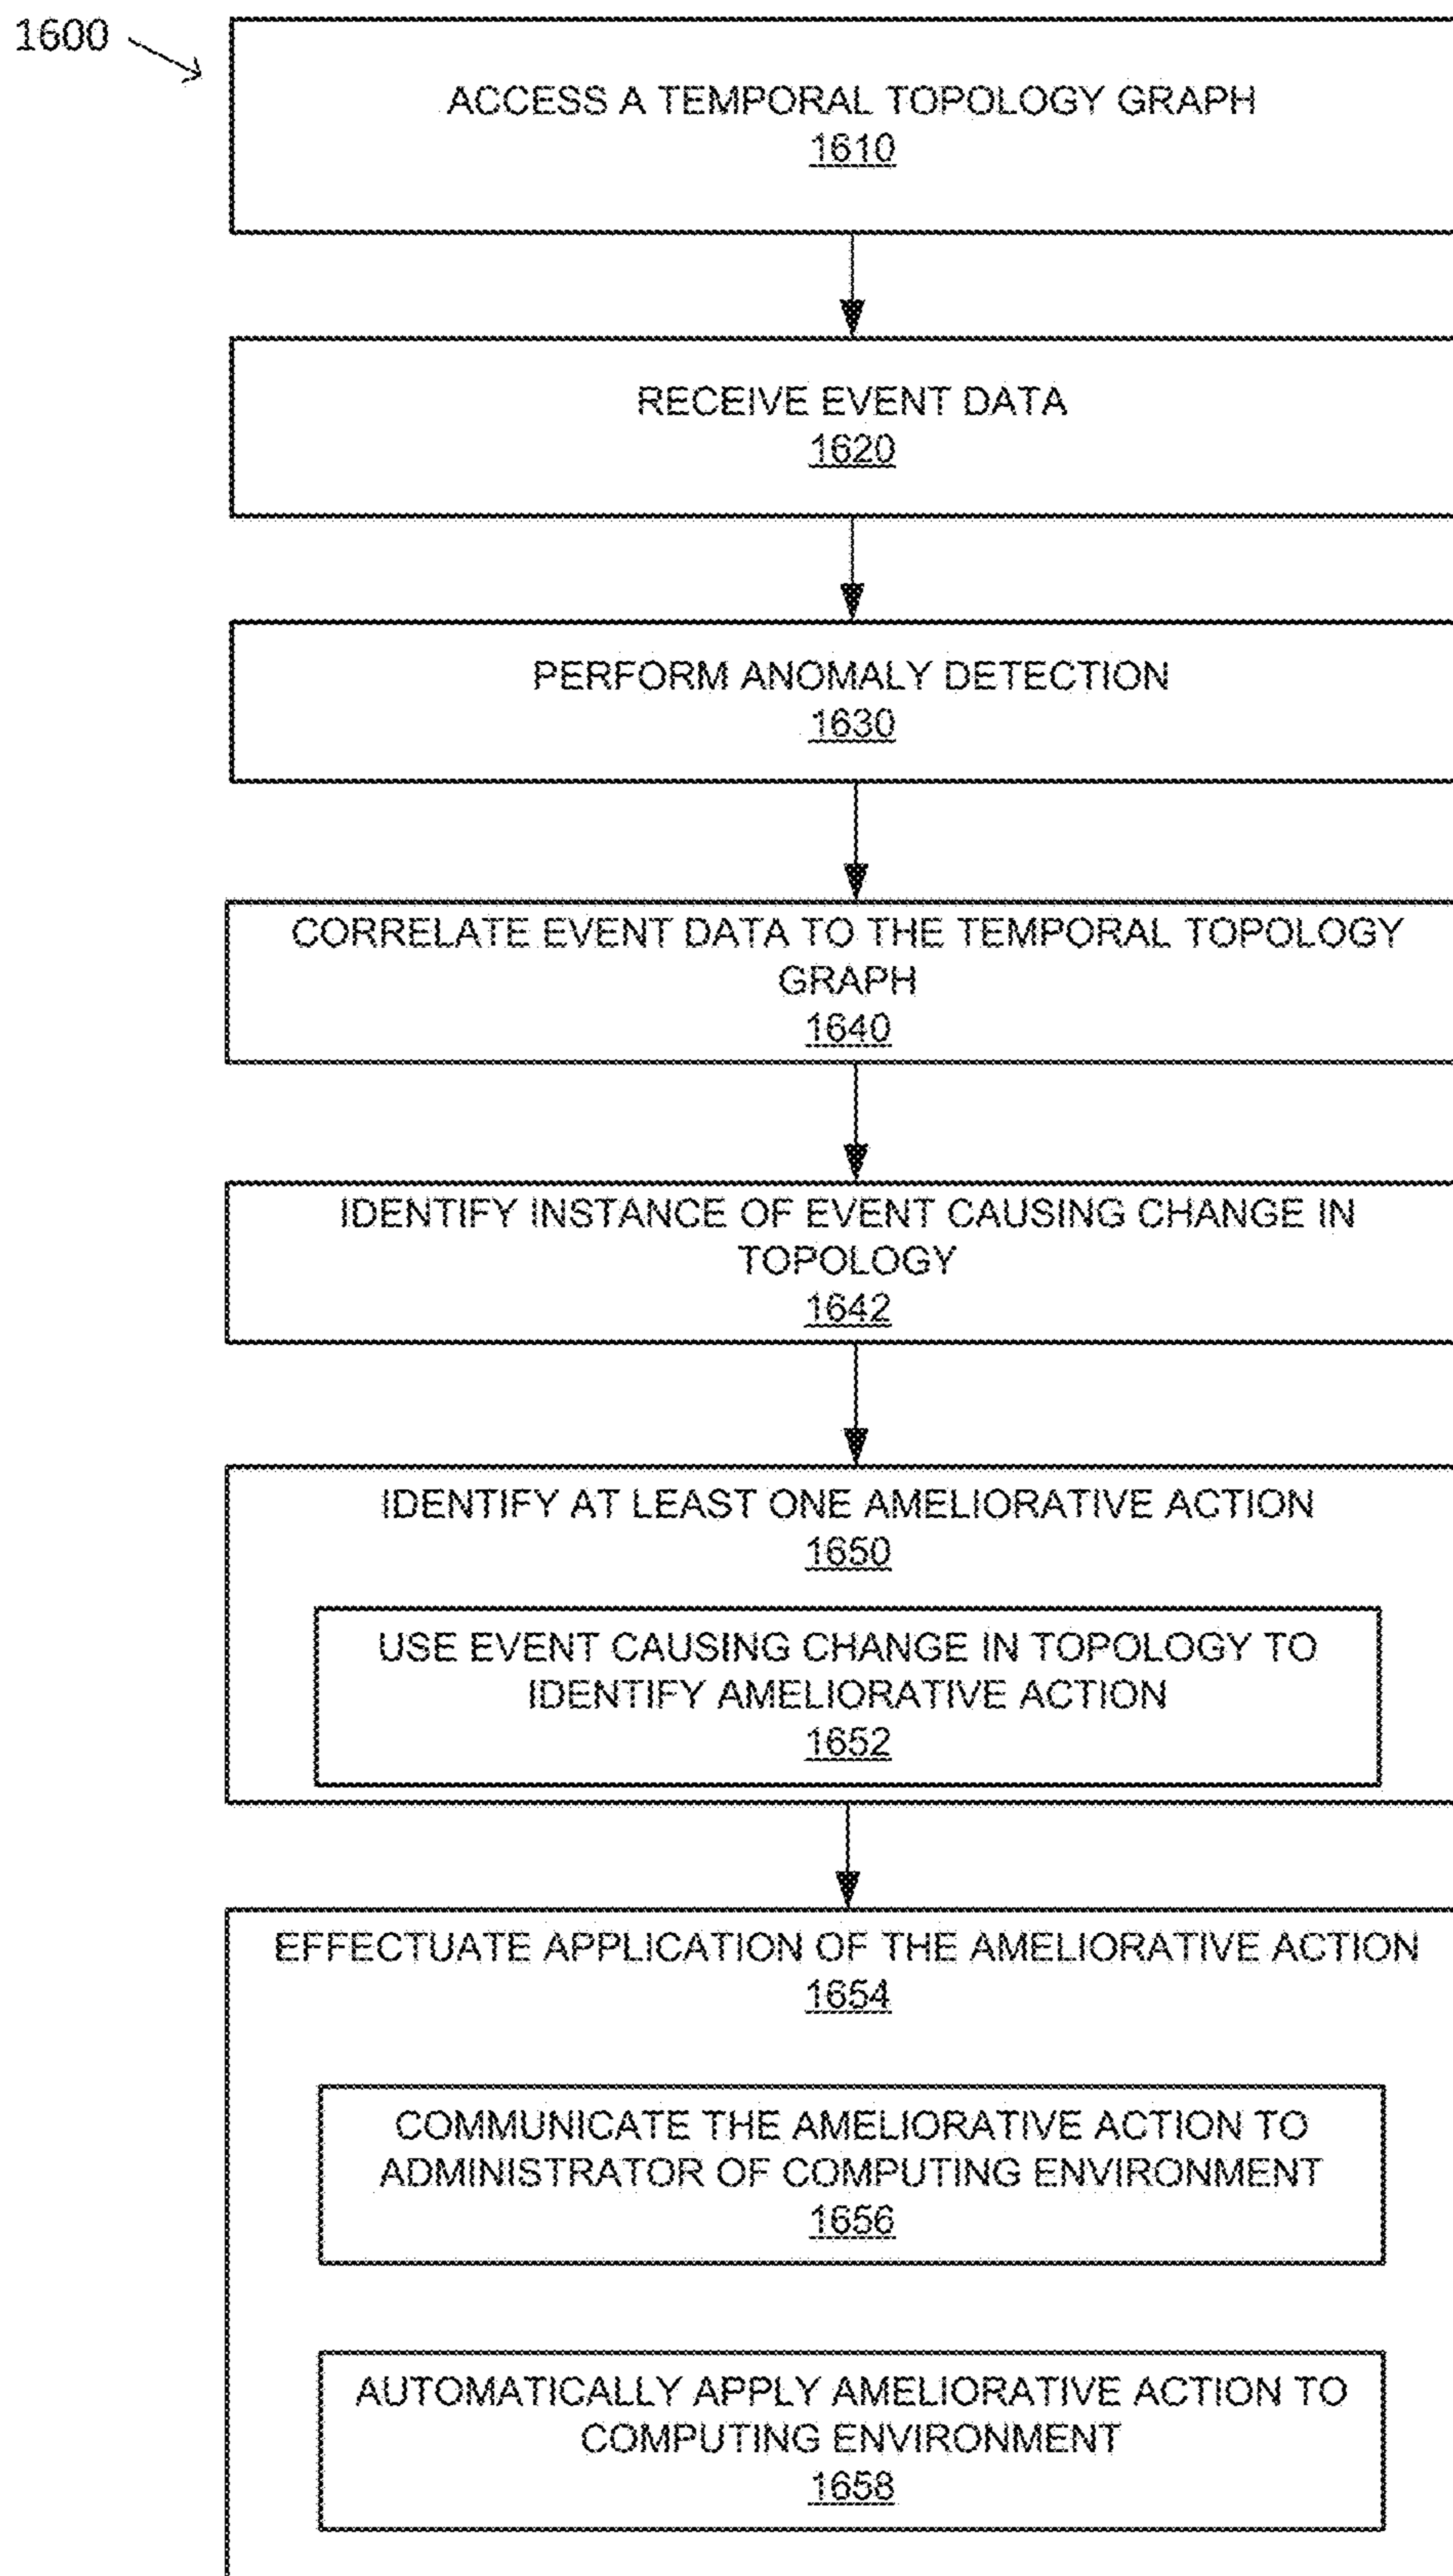 1600
ACCESS A TEMPORAL TOPOLOGY GRAPH
1610
RECEIVE EVENT DATA
1620
PERFORM ANOMALY DETECTION
1630
CORRELATE EVENT DATA TO THE TEMPORAL TOPOLOGY
GRAPH
1640
IDENTIFY INSTANCE OF EVENT CAUSING CHANGE IN
TOPOLOGY
1642
IDENTIFY AT LEAST ONE AMELIORATIVE ACTION
1650
USE EVENT CAUSING CHANGE IN TOPOLOGY TO
IDENTIFY AMELIORATIVE ACTION
1652
EFFECTUATE APPLICATION OF THE AMELIORATIVE ACTION
1654
COMMUNICATE THE AMELIORATIVE ACTION TO
ADMINISTRATOR OF COMPUTING ENVIRONMENT
1656
AUTOMATICALLY APPLY AMELIORATIVE ACTION TO
COMPUTING ENVIRONMENT
1658